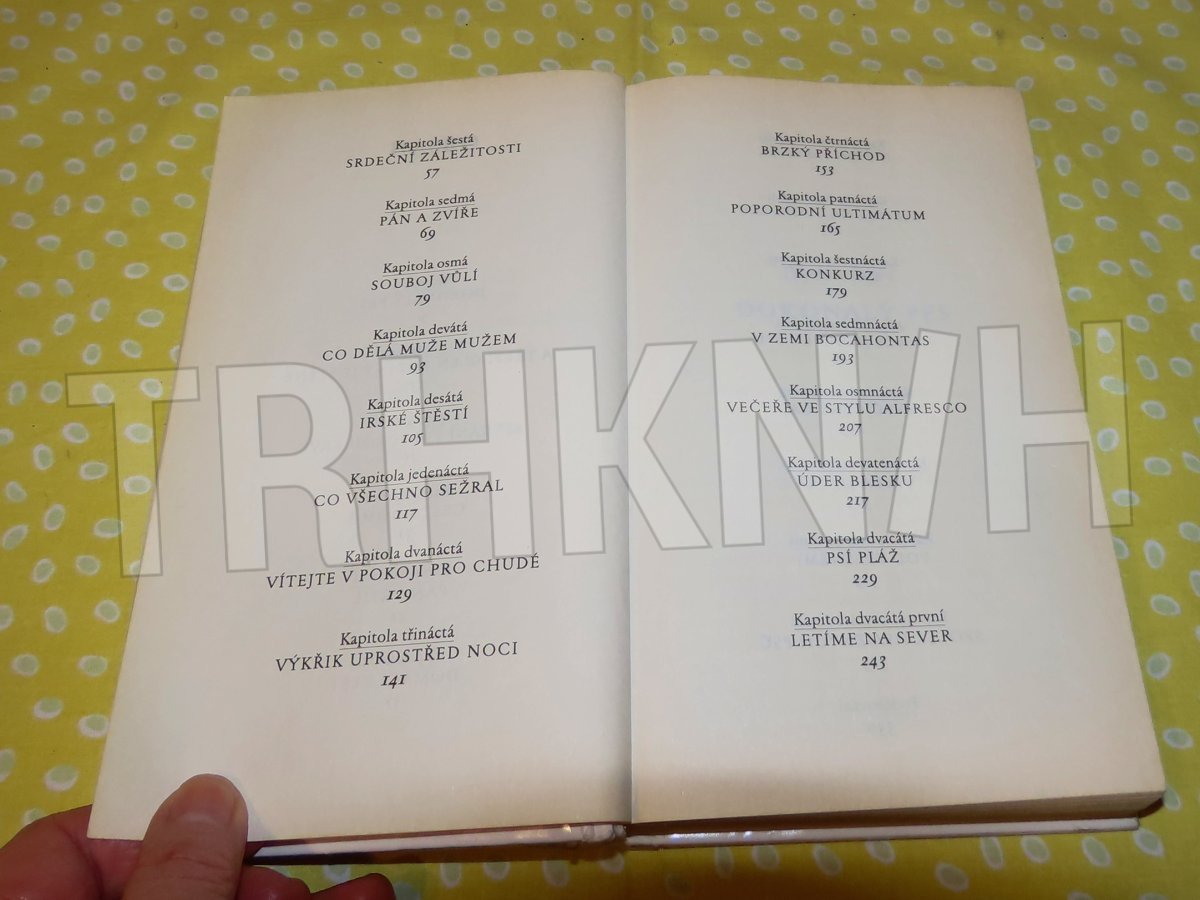 Kapitola šestá
SRDEČNÍ ZÁLEŽITOSTI
57
Kapitola sedmá
PÁN A ZVÍŘE
69
Kapitola osmá
SOUBOJ VŮLÍ
79
Kapitola devátá
CO DĚLÁ MUŽE MUŽEM
93
Kapitola desátá
IRSKÉ ŠTĚSTÍ
105
Kapitola jedenáctá
CO VŠECHNO SEŽRAL
117
Kapitola dvanáctá
VÍTEJTE V POKOJI PRO CHUDÉ
129
Kapitola třináctá
VÝKŘIK UPROSTŘED NOCI
141
Kapitola čtrnáctá
BRZKÝ PŘÍCHOD
153
Kapitola patnáctá
POPORODNÍ ULTIMÁTUM
165
Kapitola šestnáctá
KONKURZ
179
Kapitola sedmnáctá
V ZEMI BOCAHONTAS
193
Kapitola osmnáctá
VEČEŘE VE STYLU ALFRESCO
207
Kapitola devatenáctá
ÚDER BLESKU
217
Kapitola dvacátá
PSÍ PLÁŽ
229
Kapitola dvacátá první
LETÍME NA SEVER
243
TRHKNI/H